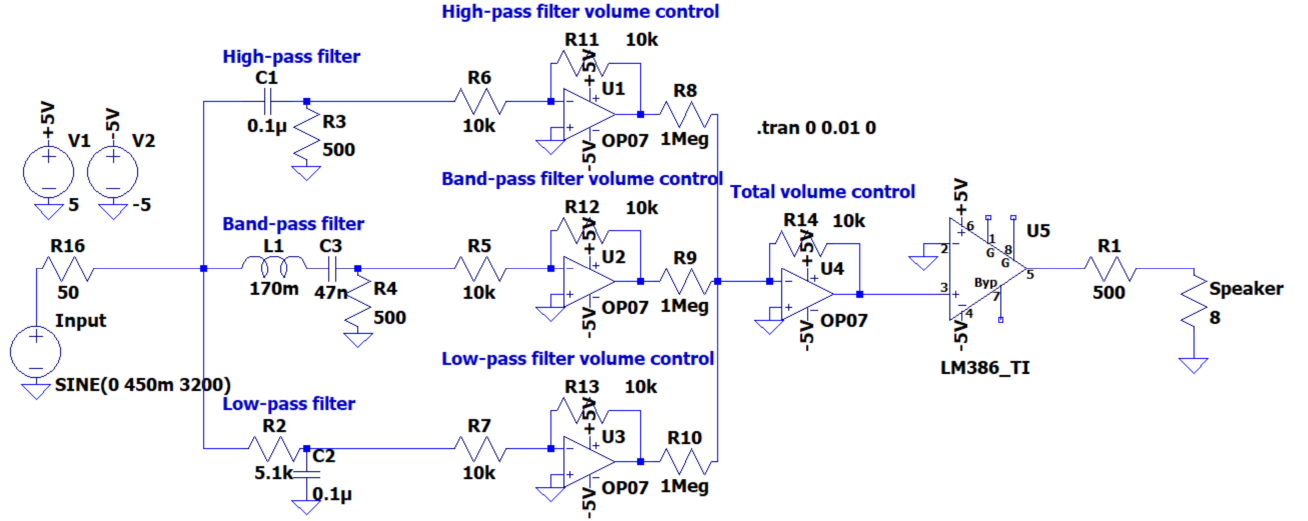 High-pass filter volume control
R11 10k
+5V
High-pass filter
C1
R6
U1
R8
+5V
-5V
V1
V2
0.1µ
R3
10k
OP07
1Meg
.tran 0 0.01 0
500
-5V
5
-5
Band-pass filter volume control
Total volume control
R12 10k
+5V
Band-pass filter
R14 10k
+5V
+5V
R16
L1
C3
R5
U2
R9
U4
6
1
G
8
G
U5
2
R1
50
170m
47n
R4
10k
OP07
1Meg
5
500
Speaker
Input
500
-5V
3
Byp
7
8
OP07
-5V
4
-5V
LM386_TI
Low-pass filter volume control
SINE(0 450m 3200)
R13 10k
+5V
Low-pass filter
R2
R7
U3
R10
C2
5.1k
10k
OP07
1Meg
0.1µ
-5V